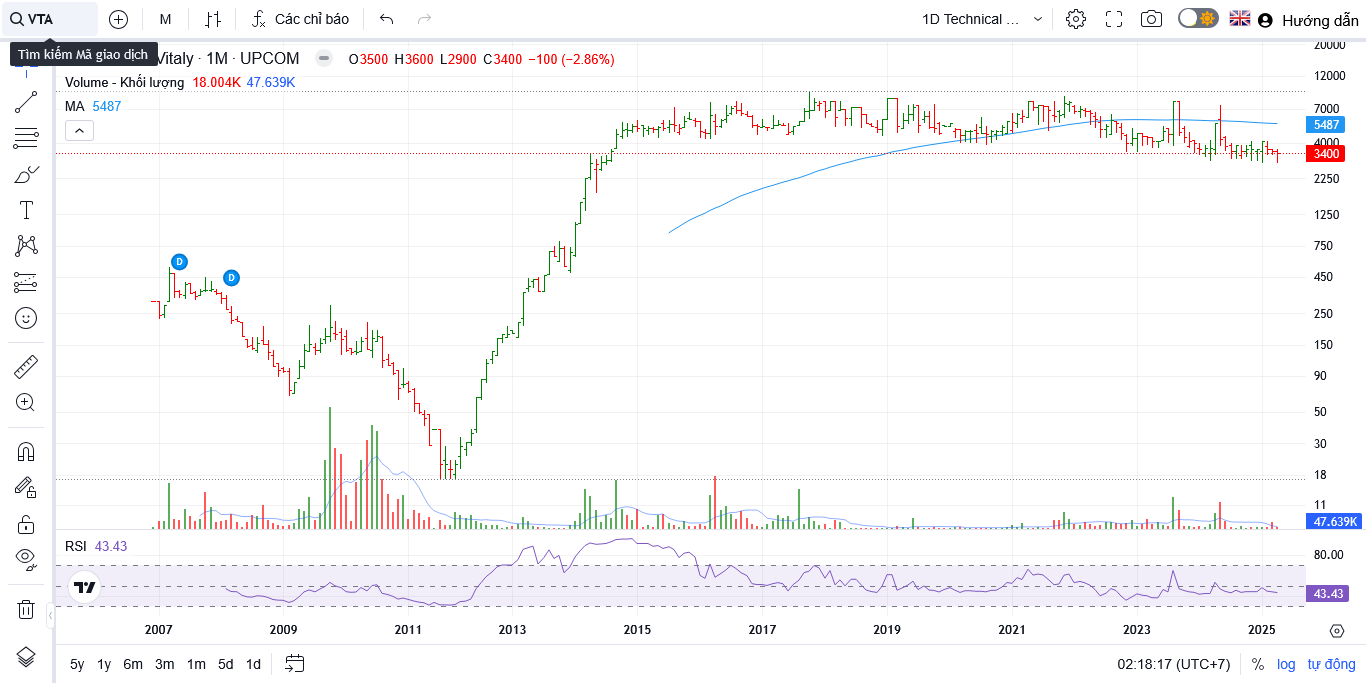 VTA M Các chỉ báo 1D Technical ... Hướng dẫn
Tìm kiếm Mã giao dịch
Vitaly · 1M · UPCOM O3500 H3600 L2900 C3400 −100 (−2.86%)
Volume - Khối lượng 18.004K 47.639K
MA 5487
D
D
20000
12000
7000
5487
4000
3400
2250
1250
750
450
250
150
90
50
30
18
11
47.639K
RSI 43.43
80.00
43.43
2007 2009 2011 2013 2015 2017 2019 2021 2023 2025
5y 1y 6m 3m 1m 5d 1d 02:18:17 (UTC+7) % log tự động